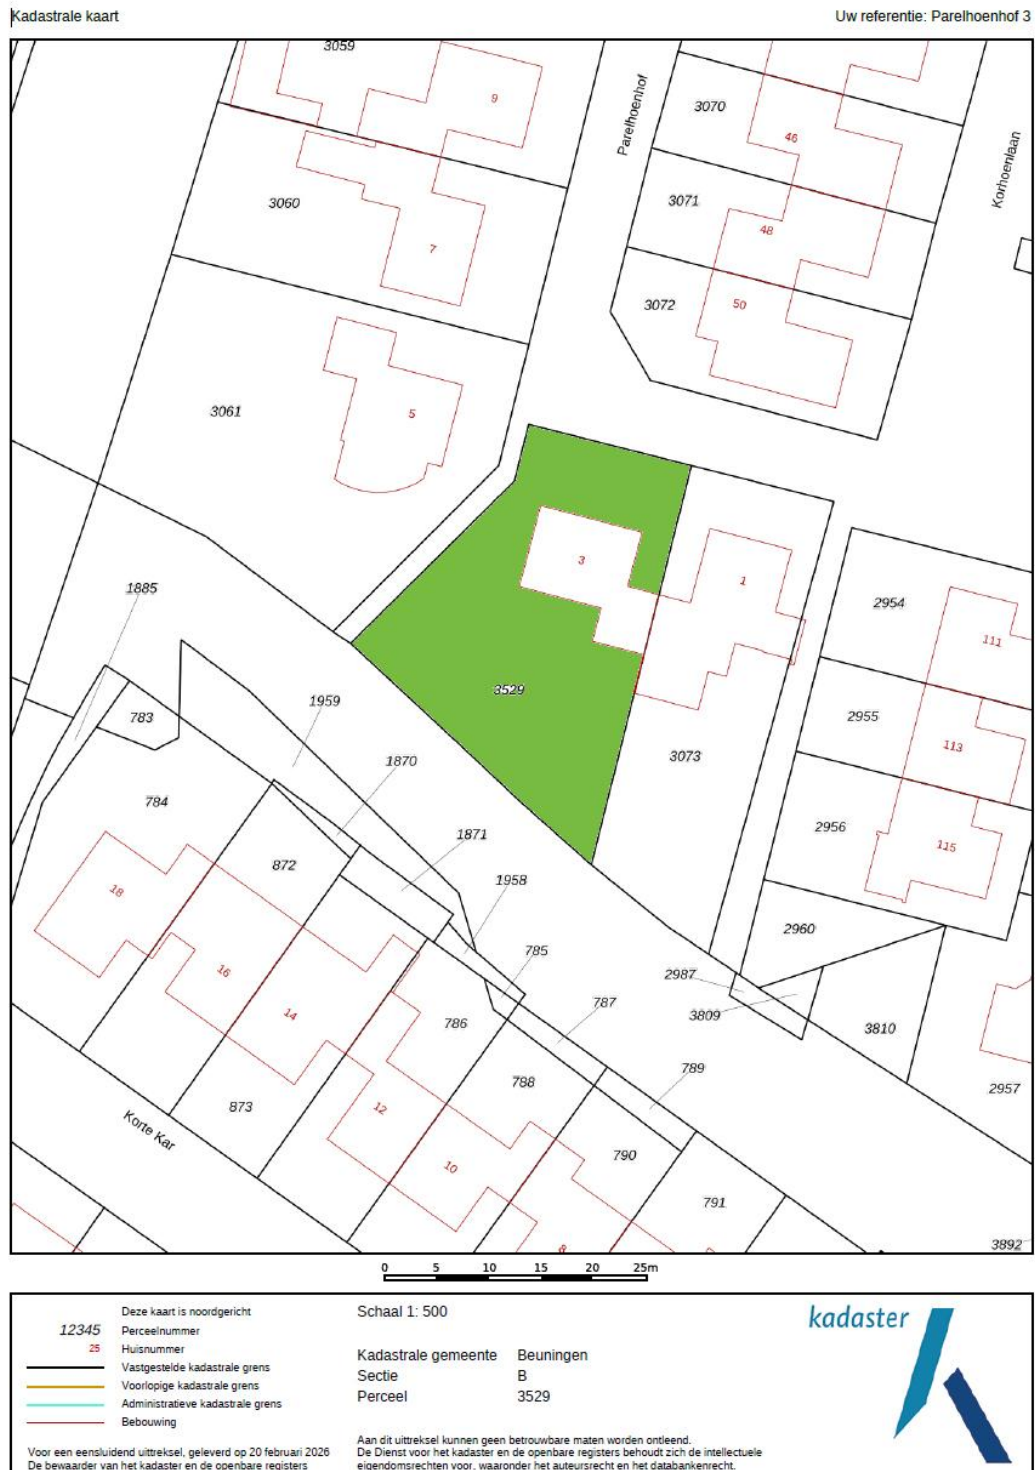 Kadastrale kaart
Uw referentie: Parelhoenhof 3
3059
9
Parelhoenhof
3070
46
Korhoenlaan
3060
7
3071
48
3072
50
3061
5
3
1
2954
111
1885
3529
783
1959
2955
113
1870
3073
784
2956
115
1871
872
18
1958
2960
785
16
2987
787
3809
14
786
3810
789
788
2957
873
12
Korte Kar
790
10
791
8
3892
0 5 10 15 20 25m
Deze kaart is noordgericht
12345 Perceelnummer
25 Huisnummer
Vastgestelde kadastrale grens
Voorlopige kadastrale grens
Administratieve kadastrale grens
Bebouwing
Voor een eensluidend uittreksel, geleverd op 20 februari 2026
De bewaarder van het kadaster en de openbare registers
Schaal 1: 500
Kadastrale gemeente Beuningen
Sectie B
Perceel 3529
Aan dit uittreksel kunnen geen betrouwbare maten worden ontleend.
De Dienst voor het kadaster en de openbare registers behoudt zich de intellectuele
eigendomsrechten voor, waaronder het auteursrecht en het databankenrecht.
kadaster